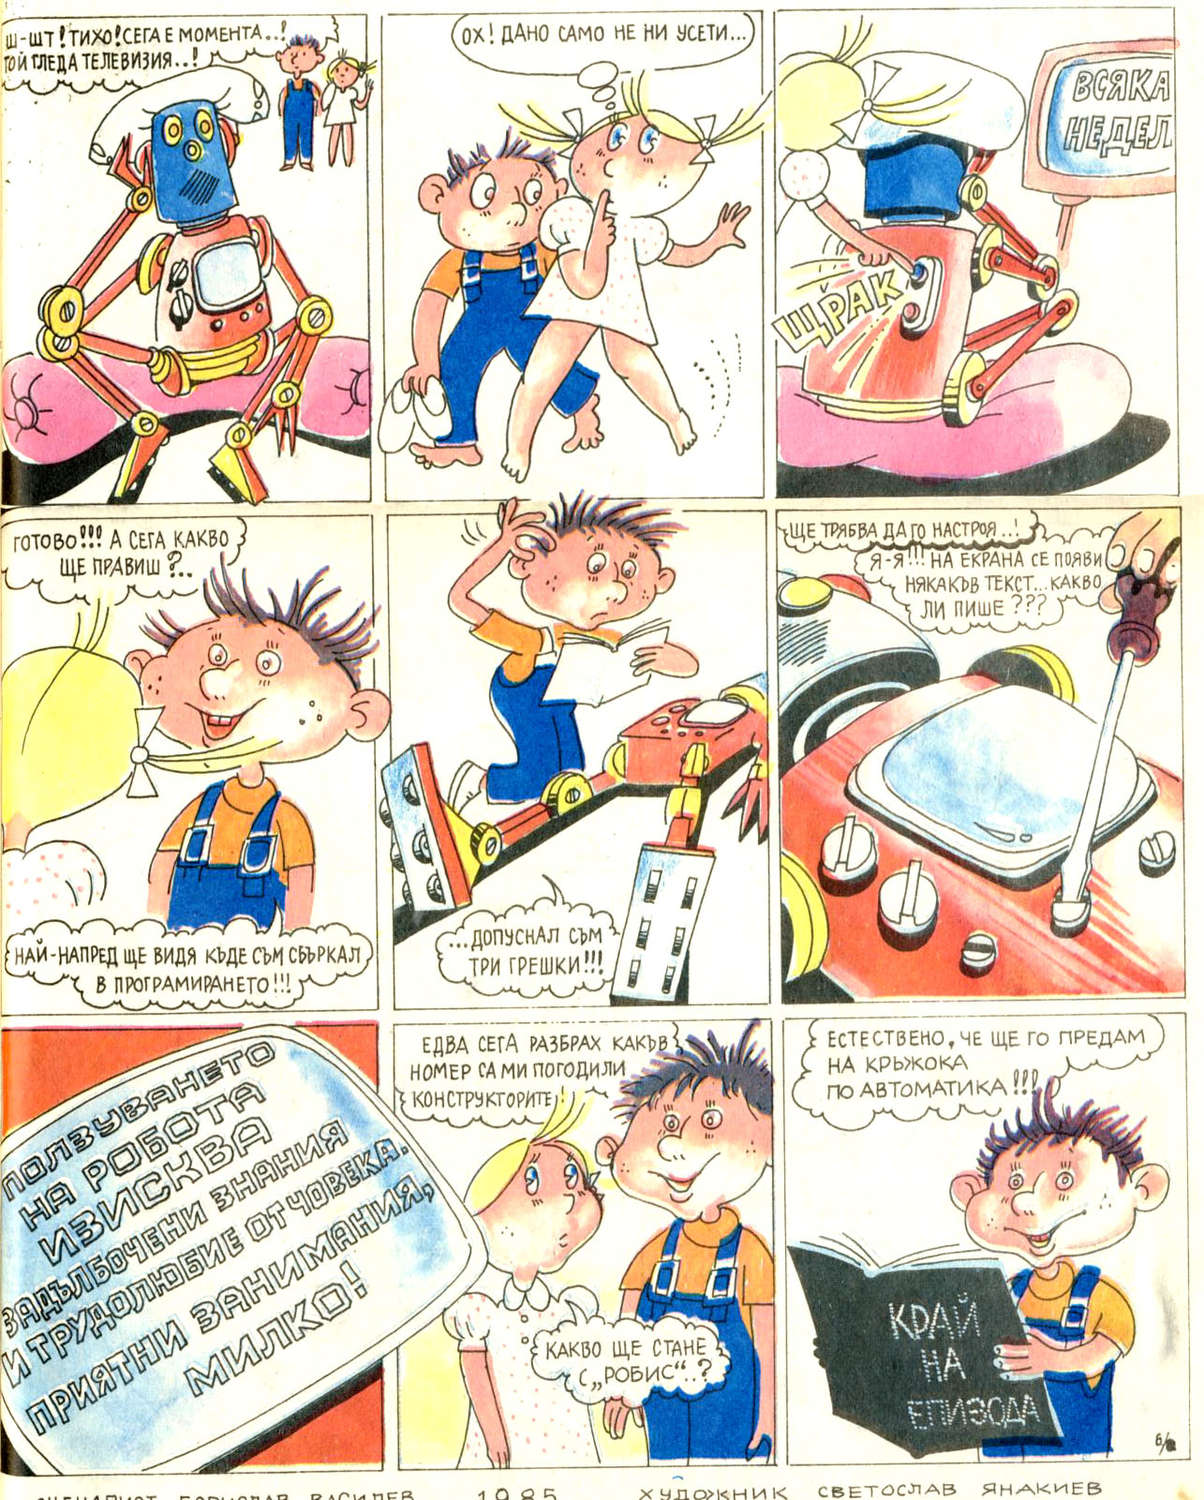 Ш-ШТ! ТИХО! СЕГА Е МОМЕНТА..!
ТОЙ ГЛЕДА ТЕЛЕВИЗИЯ..!
ОХ! ДАНО САМО НЕ НИ УСЕТИ...
ВСЯКА
НЕДЕЛ
ЩРАК
ГОТОВО!!! А СЕГА КАКВО
ЩЕ ПРАВИШ?..
НАЙ-НАПРЕД ЩЕ ВИДЯ КЪДЕ СЪМ СБЪРКАЛ
В ПРОГРАМИРАНЕТО!!!
...ДОПУСНАЛ СЪМ
ТРИ ГРЕШКИ!!!
ЩЕ ТРЯБВА ДА ГО НАСТРОЯ..!
Я-Я!!! НА ЕКРАНА СЕ ПОЯВИ
НЯКАКЪВ ТЕКСТ...КАКВО
ЛИ ПИШЕ???
ПОЛЗУВАНЕТО
НА РОБОТА
ИЗИСКВА
ЗАДЪЛБОЧЕНИ ЗНАНИЯ
И ТРУДОЛЮБИЕ ОТ ЧОВЕКА.
ПРИЯТНИ ЗАНИМАНИЯ,
МИЛКО!
ЕДВА СЕГА РАЗБРАХ КАКЪВ
НОМЕР СА МИ ПОГОДИЛИ
КОНСТРУКТОРИТЕ!
КАКВО ЩЕ СТАНЕ
С „РОБИС“..?
ЕСТЕСТВЕНО, ЧЕ ЩЕ ГО ПРЕДАМ
НА КРЪЖОКА
ПО АВТОМАТИКА!!!
КРАЙ
НА
ЕПИЗОДА
СЦЕНАРИСТ БОРИСЛАВ ВАСИЛЕВ 1985 ХУДОЖНИК СВЕТОСЛАВ ЯНАКИЕВ